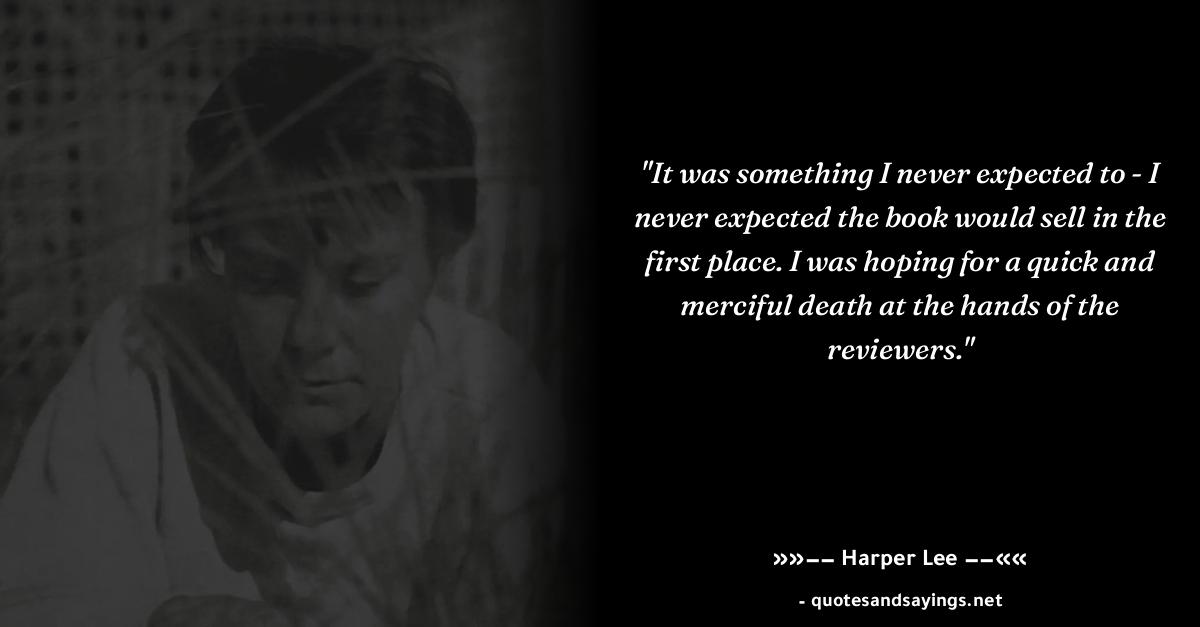 "It was something I never expected to - I
never expected the book would sell in the
first place. I was hoping for a quick and
merciful death at the hands of the
reviewers."
»»–– Harper Lee ––««
- quotesandsayings.net